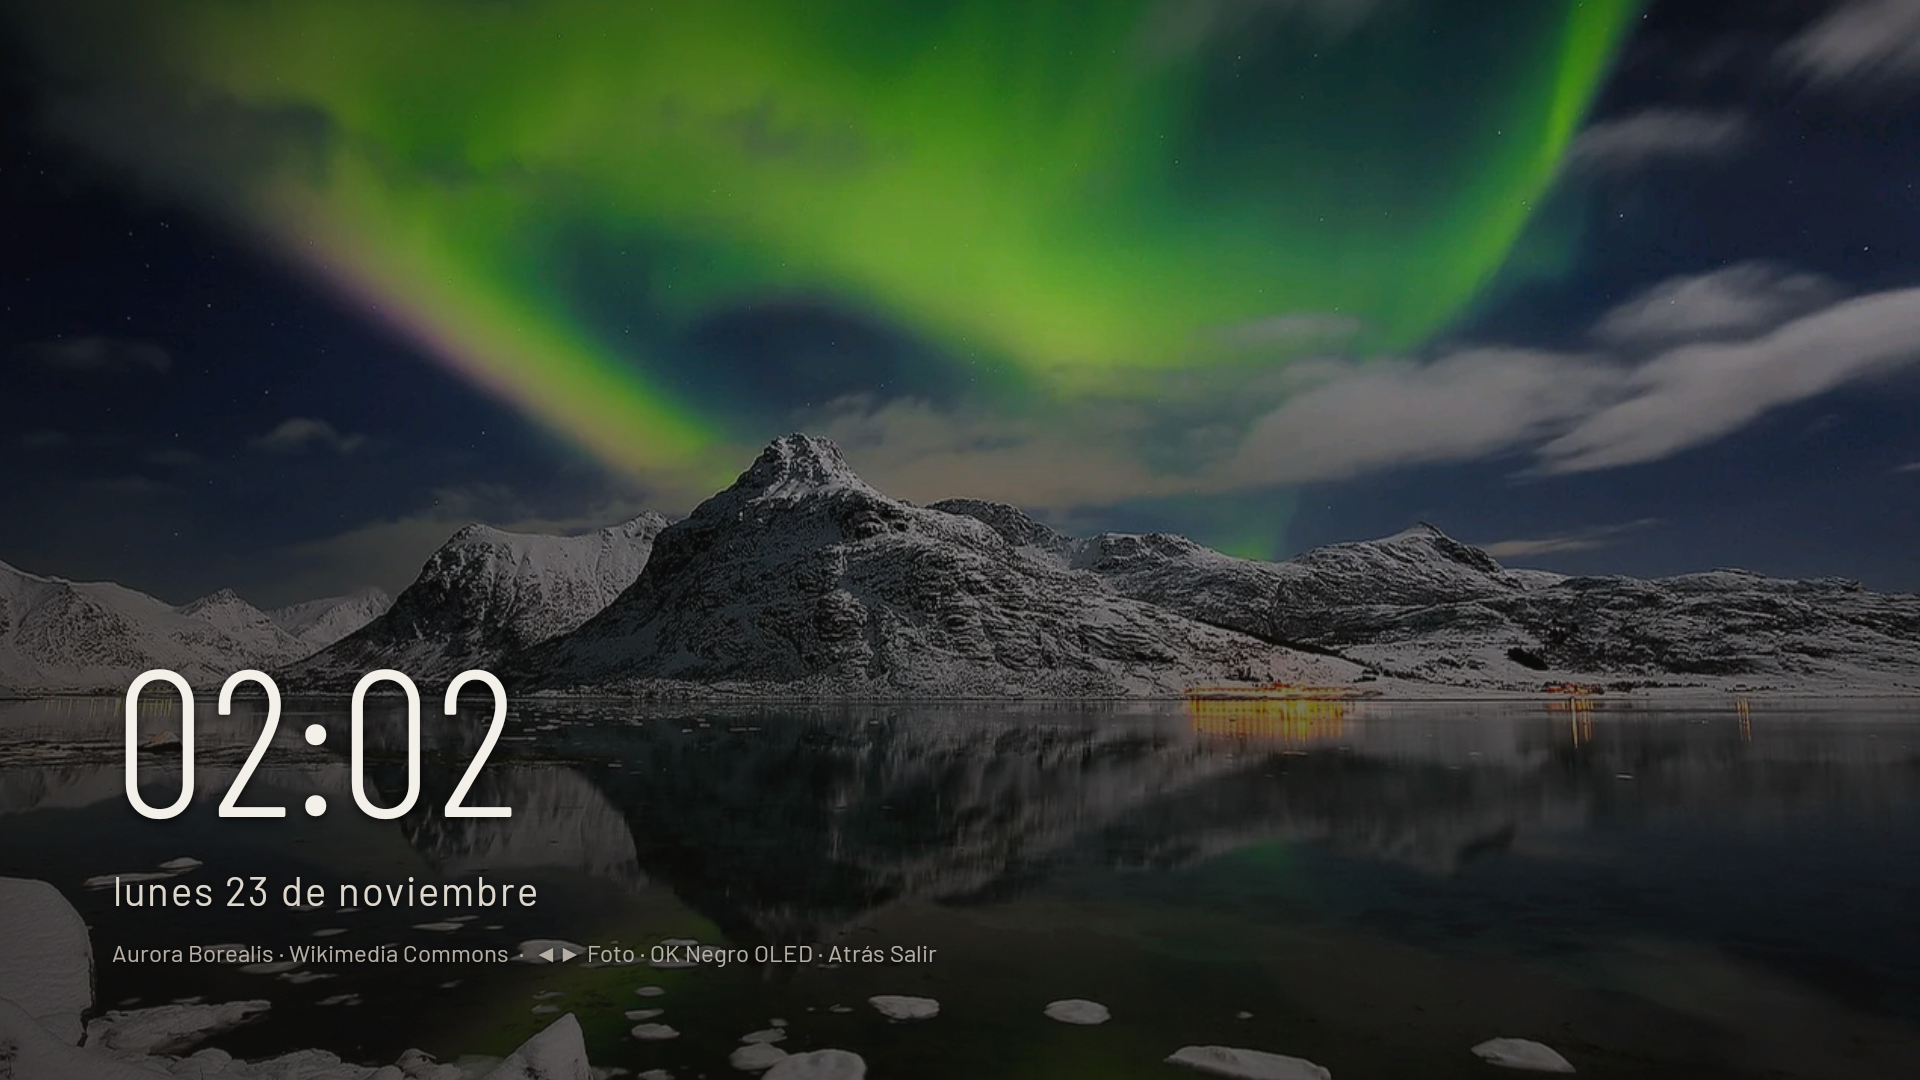 02:02
lunes 23 de noviembre
Aurora Borealis · Wikimedia Commons · ◀ ▶ Foto · OK Negro OLED · Atrás Salir